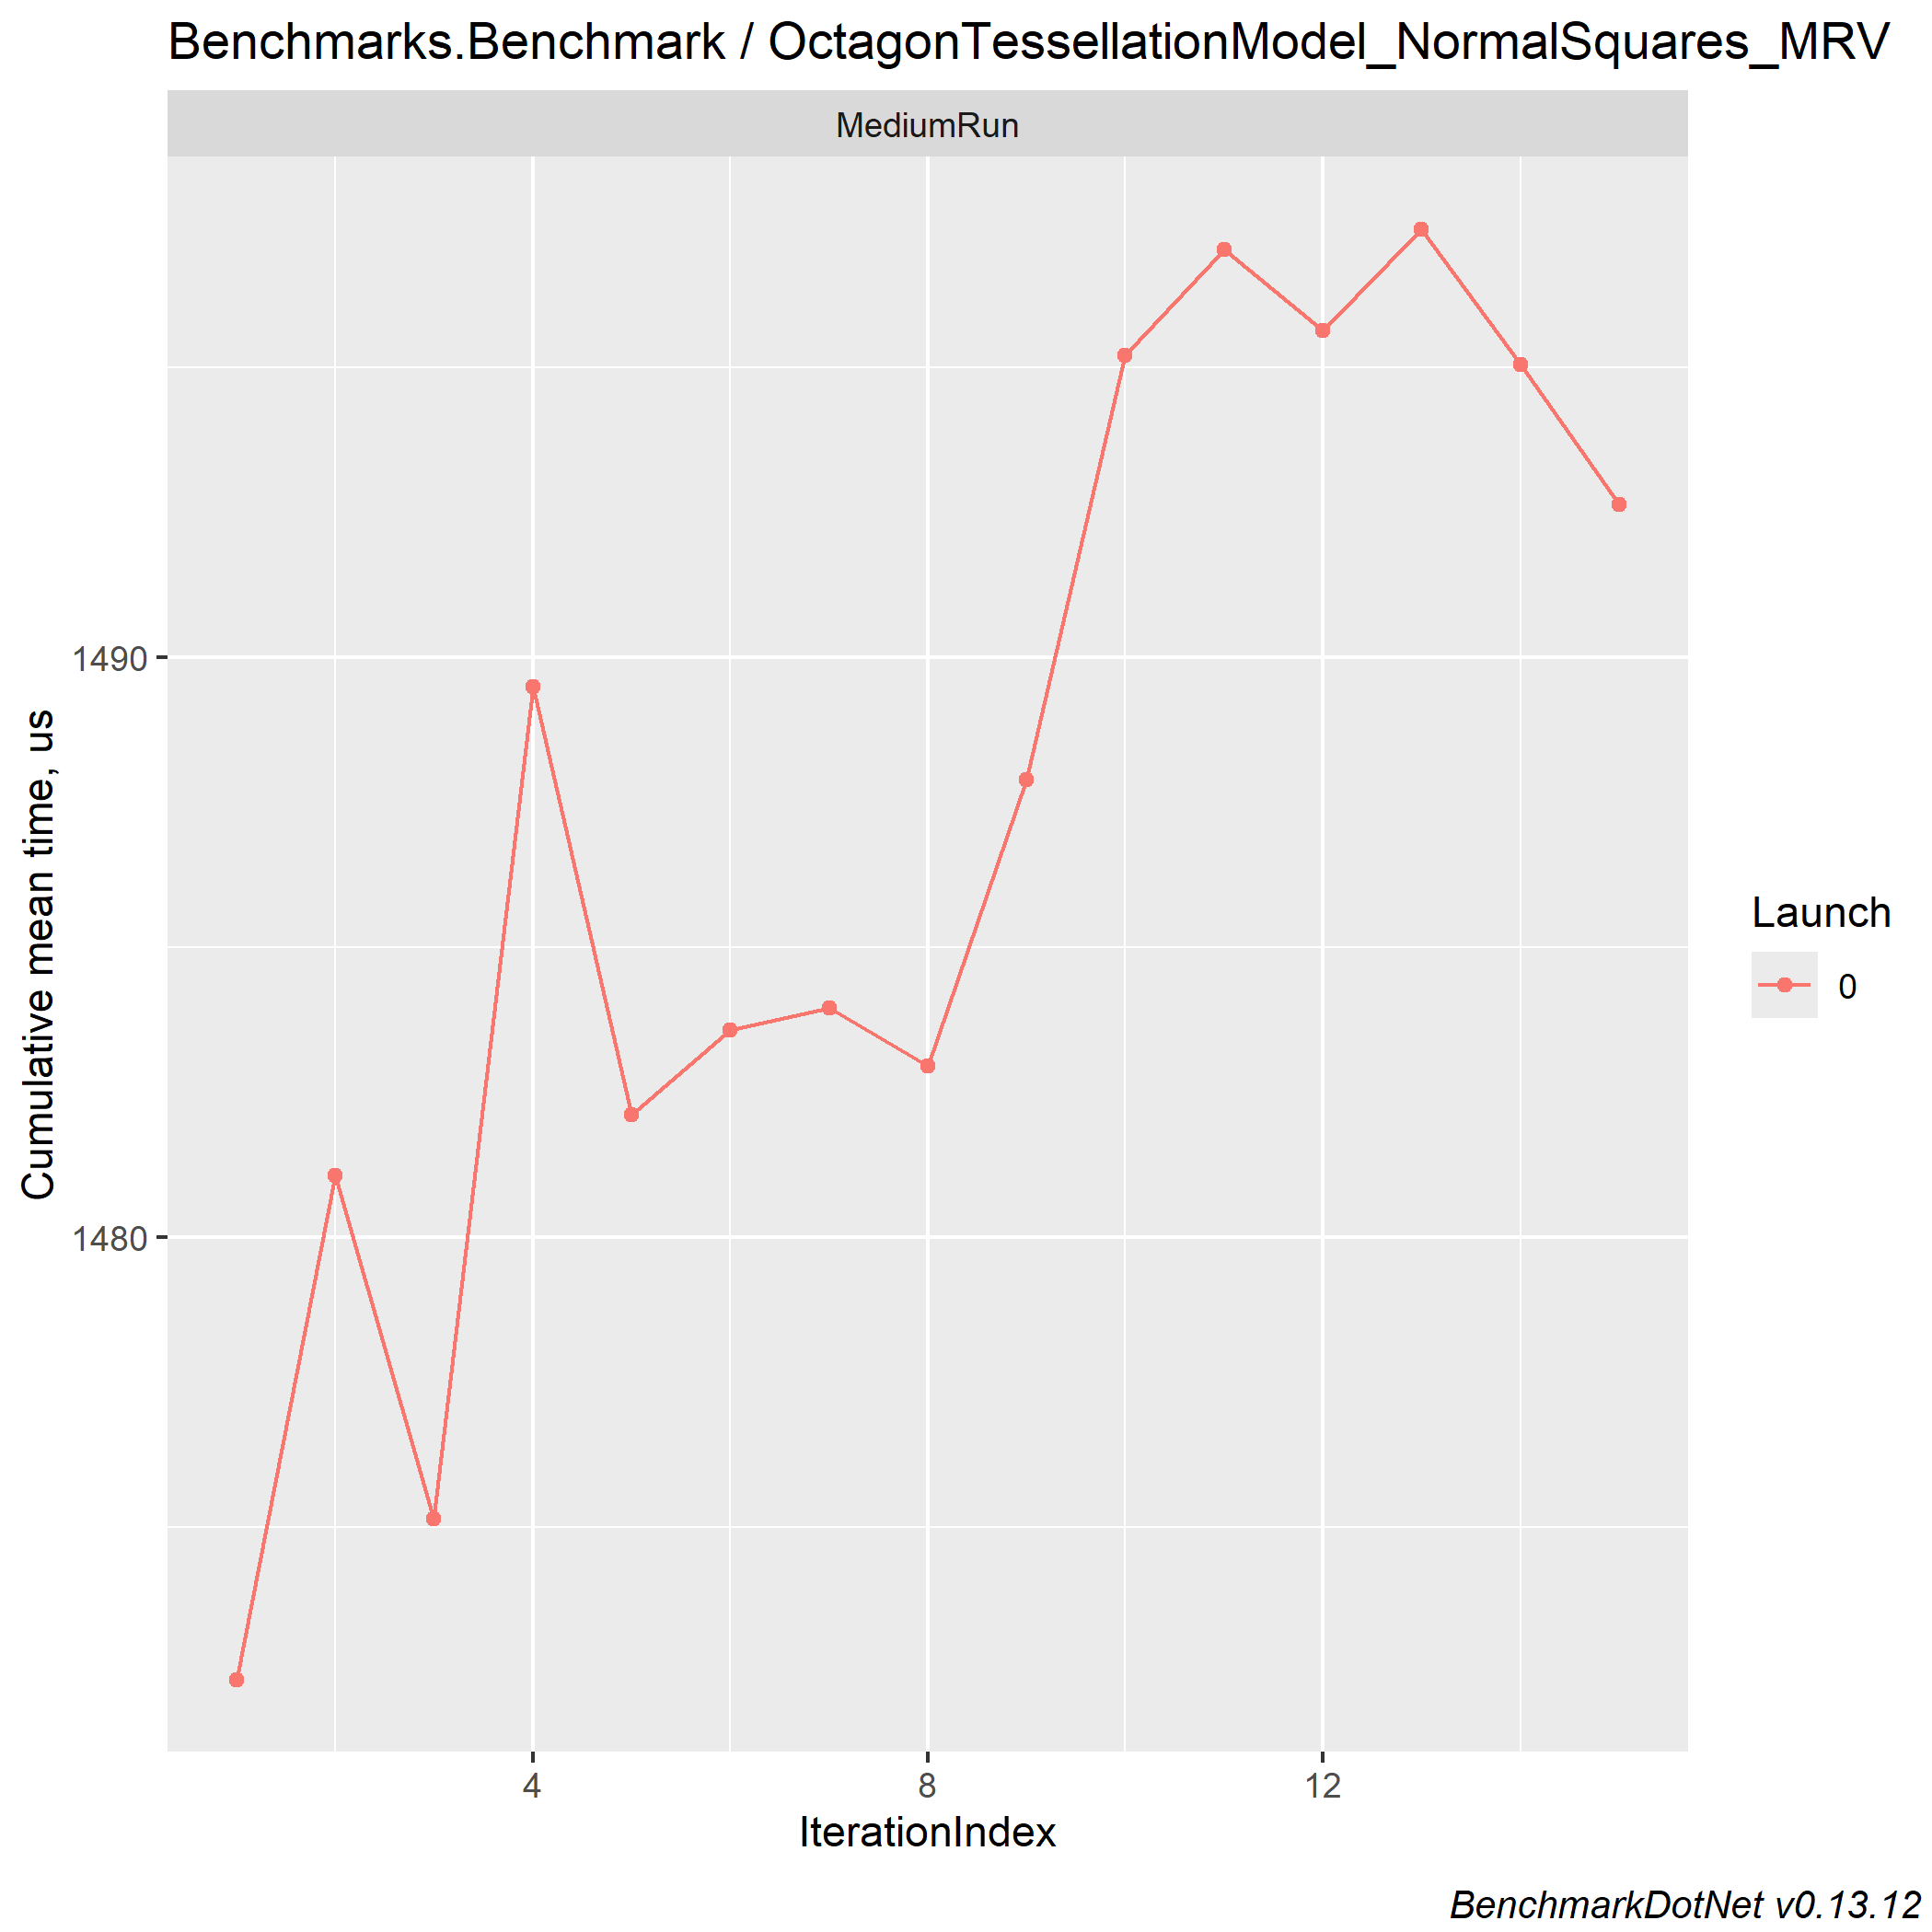 Benchmarks.Benchmark / OctagonTessellationModel_NormalSquares_MRV
MediumRun
1490
1480
Cumulative mean time, us
4 8 12
IterationIndex
Launch
0
BenchmarkDotNet v0.13.12